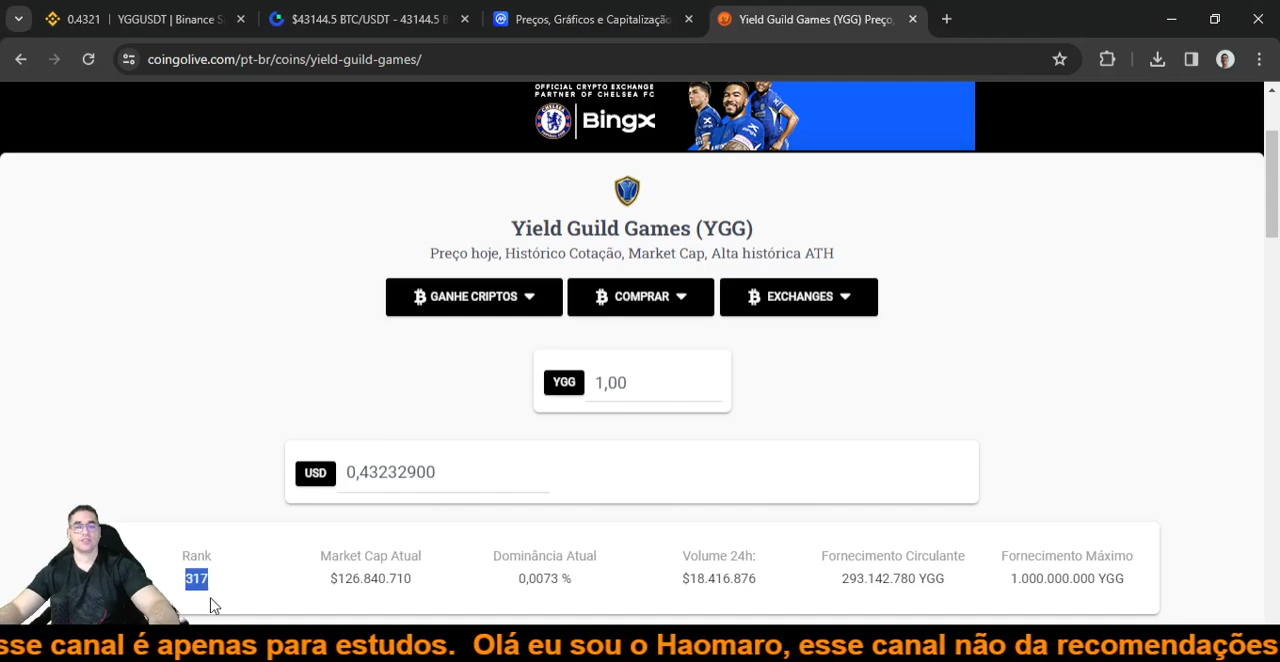 0.4321 | YGGUSDT | Binance S
$43144.5 BTC/USDT - 43144.5 B
Preços, Gráficos e Capitalização
Yield Guild Games (YGG) Preço,
coingolive.com/pt-br/coins/yield-guild-games/
OFFICIAL CRYPTO EXCHANGE
PARTNER OF CHELSEA FC
BingX
Yield Guild Games (YGG)
Preço hoje, Histórico Cotação, Market Cap, Alta histórica ATH
GANHE CRIPTOS
COMPRAR
EXCHANGES
YGG 1,00
USD 0,43232900
Rank Market Cap Atual Dominância Atual Volume 24h: Fornecimento Circulante Fornecimento Máximo
317 $126.840.710 0,0073 % $18.416.876 293.142.780 YGG 1.000.000.000 YGG
sse canal é apenas para estudos. Olá eu sou o Haomaro, esse canal não da recomendações